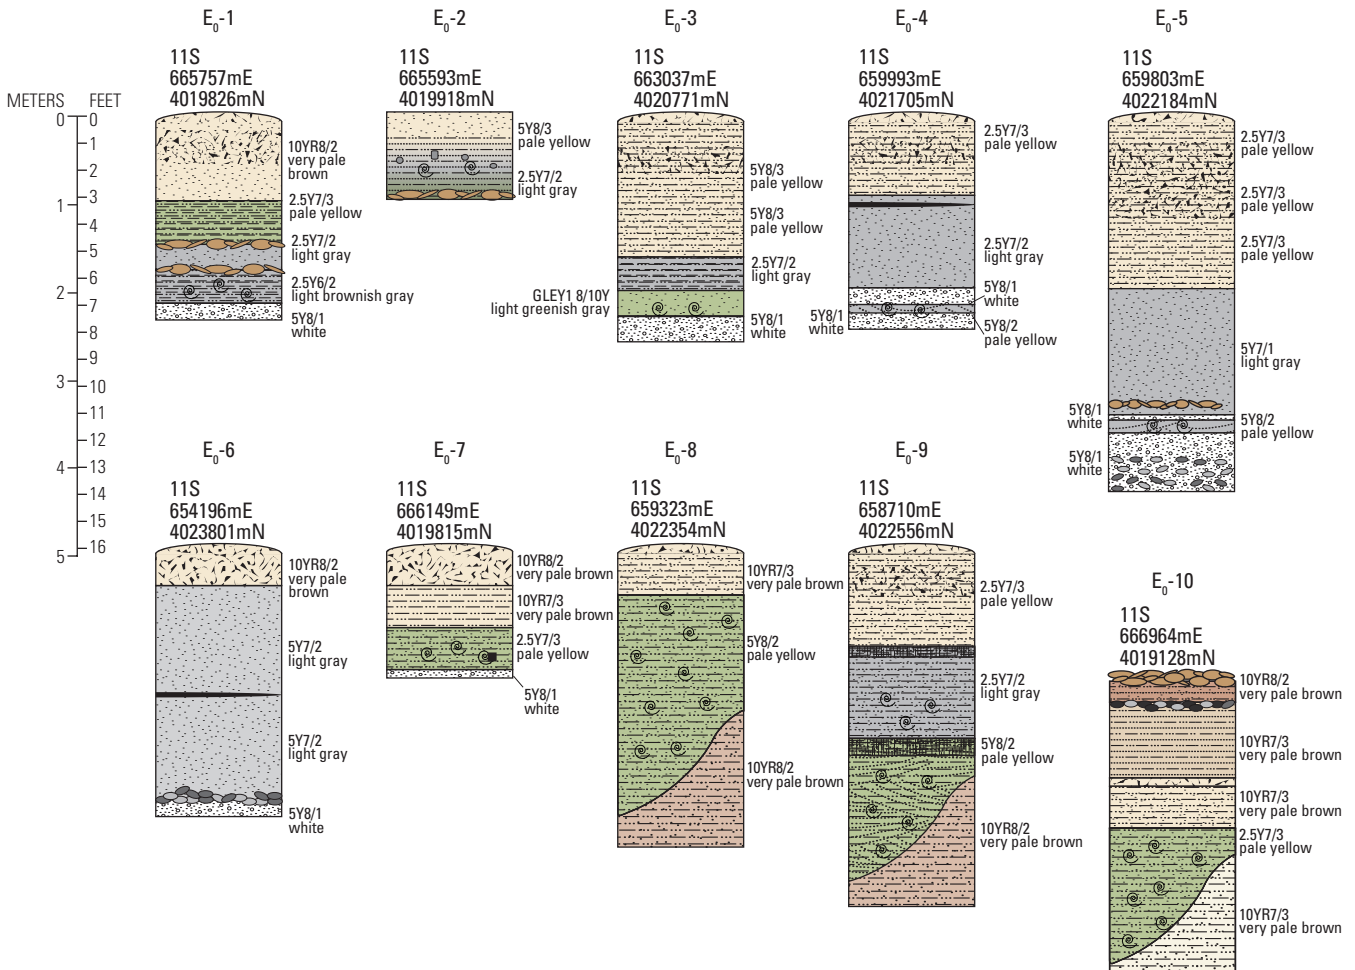 E0-1
11S
665757mE
4019826mN
10YR8/2
very pale
brown
2.5Y7/3
pale yellow
2.5Y7/2
light gray
2.5Y6/2
light brownish gray
5Y8/1
white
E0-2
11S
665593mE
4019918mN
5Y8/3
pale yellow
2.5Y7/2
light gray
E0-3
11S
663037mE
4020771mN
5Y8/3
pale yellow
5Y8/3
pale yellow
2.5Y7/2
light gray
GLEY1 8/10Y
light greenish gray
5Y8/1
white
E0-4
11S
659993mE
4021705mN
2.5Y7/3
pale yellow
2.5Y7/2
light gray
5Y8/1
white
5Y8/1
white
5Y8/2
pale yellow
E0-5
11S
659803mE
4022184mN
2.5Y7/3
pale yellow
2.5Y7/3
pale yellow
2.5Y7/3
pale yellow
5Y7/1
light gray
5Y8/1
white
5Y8/2
pale yellow
5Y8/1
white
METERS FEET
0 0
1
2
1 3
4
5
6
2 7
8
9
3 10
11
12
4 13
14
15
5 16
E0-6
11S
654196mE
4023801mN
10YR8/2
very pale
brown
5Y7/2
light gray
5Y7/2
light gray
5Y8/1
white
E0-7
11S
666149mE
4019815mN
10YR8/2
very pale brown
10YR7/3
very pale brown
2.5Y7/3
pale yellow
5Y8/1
white
E0-8
11S
659323mE
4022354mN
10YR7/3
very pale brown
5Y8/2
pale yellow
10YR8/2
very pale brown
E0-9
11S
658710mE
4022556mN
2.5Y7/3
pale yellow
2.5Y7/2
light gray
5Y8/2
pale yellow
10YR8/2
very pale brown
E0-10
11S
666964mE
4019128mN
10YR8/2
very pale brown
10YR7/3
very pale brown
10YR7/3
very pale brown
2.5Y7/3
pale yellow
10YR7/3
very pale brown